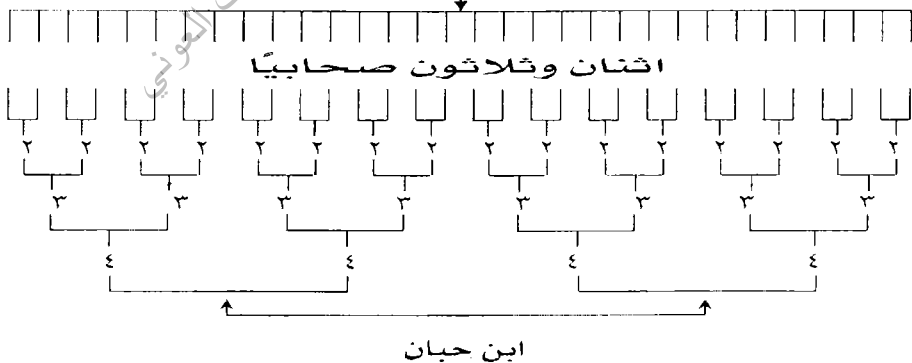 العوني
اثنان وثلاثون صحابيًا
٢ ٢ ٢ ٢ ٢ ٢ ٢ ٢ ٢ ٢ ٢ ٢ ٢ ٢ ٢ ٢
٣ ٣ ٣ ٣ ٣ ٣ ٣ ٣
٤ ٤ ٤ ٤
ابن حبان